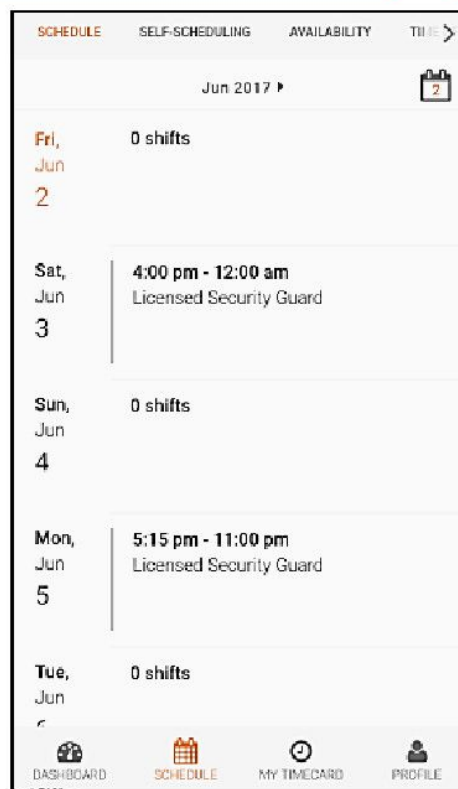 SCHEDULE SELF-SCHEDULING AVAILABILITY
Jun 2017
2
Fri,
Jun
2
0 shifts
Sat,
Jun
3
4:00 pm - 12:00 am
Licensed Security Guard
Sun,
Jun
4
0 shifts
Mon,
Jun
5
5:15 pm - 11:00 pm
Licensed Security Guard
Tue,
Jun
0 shifts
DASHBOARD SCHEDULE MY TIMECARD PROFILE